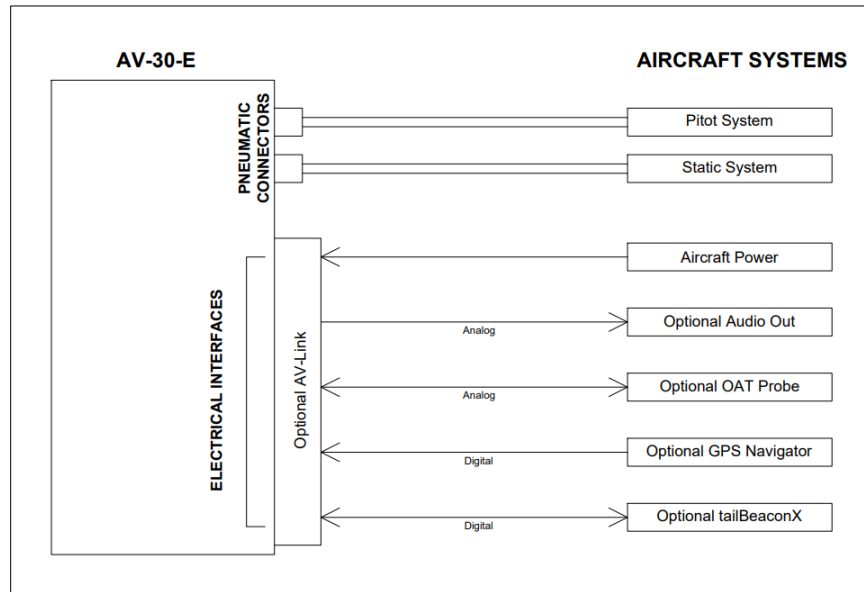 AV-30-E
AIRCRAFT SYSTEMS
PNEUMATIC
CONNECTORS
Pitot System
Static System
ELECTRICAL INTERFACES
Optional AV-Link
Aircraft Power
Analog
Optional Audio Out
Analog
Optional OAT Probe
Digital
Optional GPS Navigator
Digital
Optional tailBeaconX